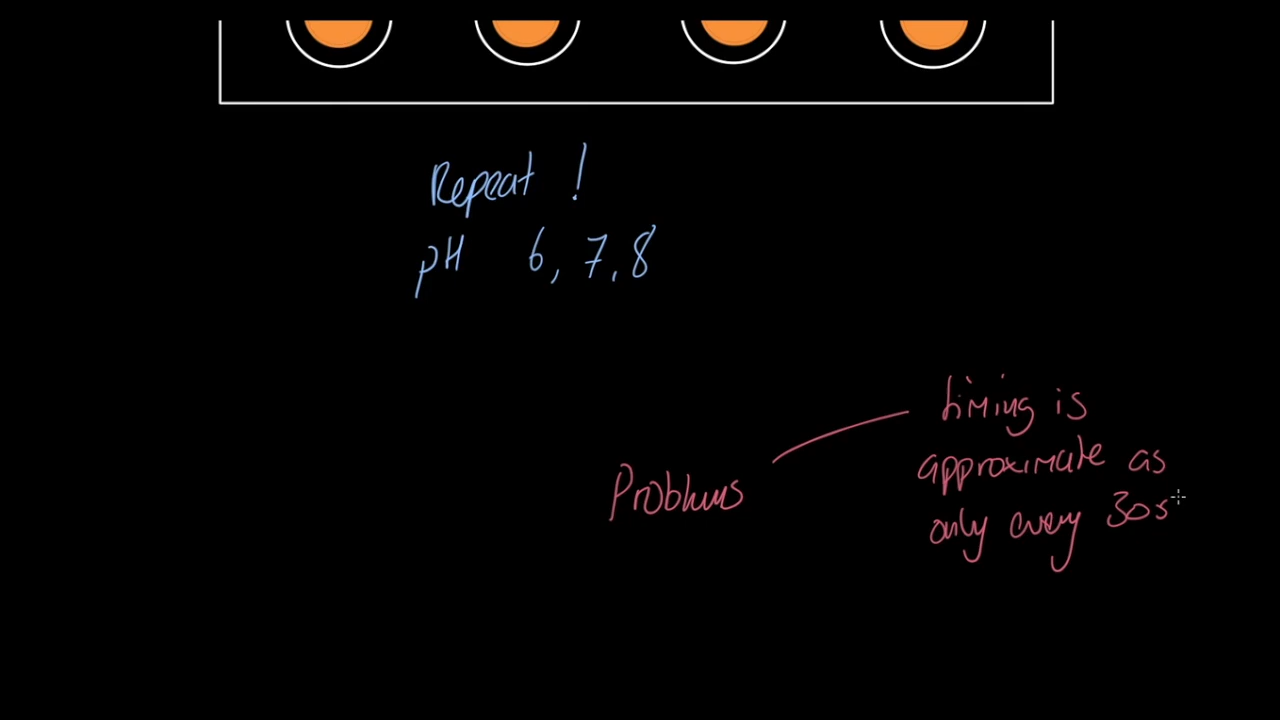 Repeat !
pH 6, 7, 8
Problems
timing is
approximate as
only every 30s